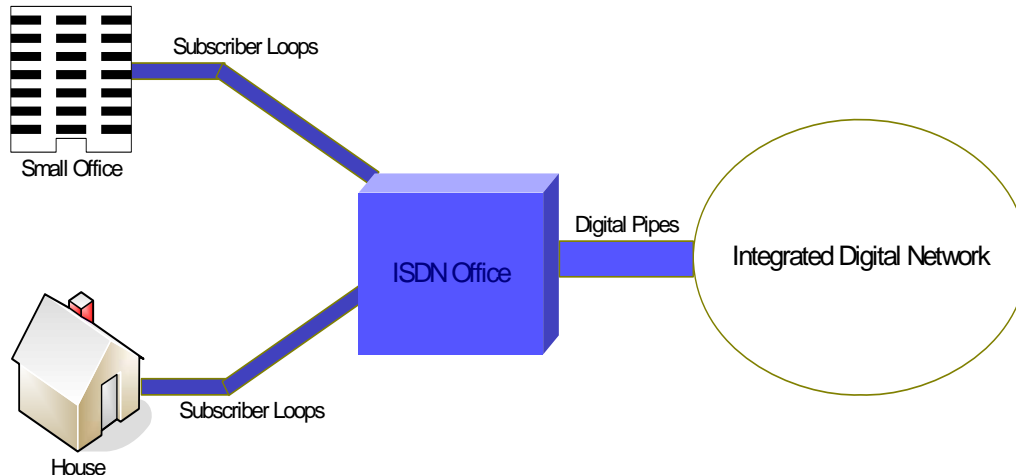 Subscriber Loops
Small Office
Digital Pipes
ISDN Office
Integrated Digital Network
Subscriber Loops
House